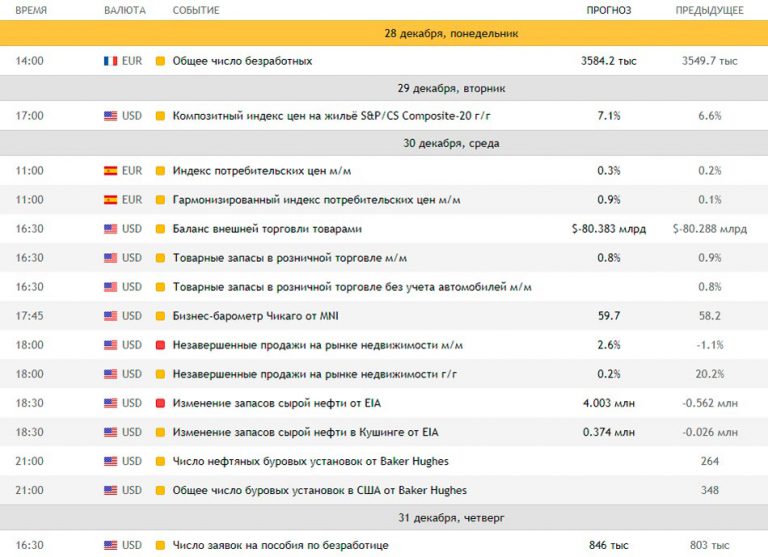 ВРЕМЯ ВАЛЮТА СОБЫТИЕ ПРОГНОЗ ПРЕДЫДУЩЕЕ
28 декабря, понедельник
14:00 EUR Общее число безработных 3584.2 тыс 3549.7 тыс
29 декабря, вторник
17:00 USD Композитный индекс цен на жильё S&P/CS Composite-20 г/г 7.1% 6.6%
30 декабря, среда
11:00 EUR Индекс потребительских цен м/м 0.3% 0.2%
11:00 EUR Гармонизированный индекс потребительских цен м/м 0.9% 0.1%
16:30 USD Баланс внешней торговли товарами $-80.383 млрд $-80.288 млрд
16:30 USD Товарные запасы в розничной торговле м/м 0.8% 0.9%
16:30 USD Товарные запасы в розничной торговле без учета автомобилей м/м 0.8%
17:45 USD Бизнес-барометр Чикаго от MNI 59.7 58.2
18:00 USD Незавершенные продажи на рынке недвижимости м/м 2.6% -1.1%
18:00 USD Незавершенные продажи на рынке недвижимости г/г 0.2% 20.2%
18:30 USD Изменение запасов сырой нефти от EIA 4.003 млн -0.562 млн
18:30 USD Изменение запасов сырой нефти в Кушинге от EIA 0.374 млн -0.026 млн
21:00 USD Число нефтяных буровых установок от Baker Hughes 264
21:00 USD Общее число буровых установок в США от Baker Hughes 348
31 декабря, четверг
16:30 USD Число заявок на пособия по безработице 846 тыс 803 тыс